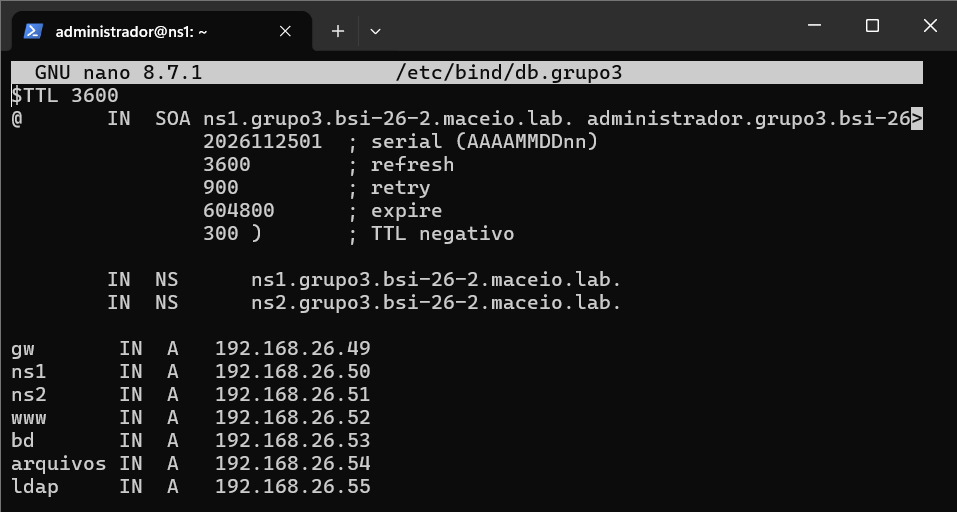 administrador@ns1: ~
GNU nano 8.7.1 /etc/bind/db.grupo3
$TTL 3600
@ IN SOA ns1.grupo3.bsi-26-2.maceio.lab. administrador.grupo3.bsi-26>
2026112501 ; serial (AAAAMMDDnn)
3600 ; refresh
900 ; retry
604800 ; expire
300 ) ; TTL negativo
IN NS ns1.grupo3.bsi-26-2.maceio.lab.
IN NS ns2.grupo3.bsi-26-2.maceio.lab.
gw IN A 192.168.26.49
ns1 IN A 192.168.26.50
ns2 IN A 192.168.26.51
www IN A 192.168.26.52
bd IN A 192.168.26.53
arquivos IN A 192.168.26.54
ldap IN A 192.168.26.55